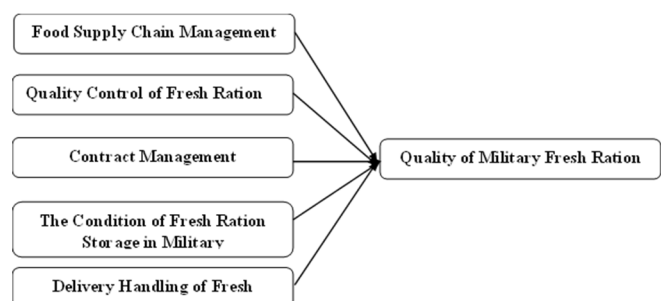 Food Supply Chain Management
Quality Control of Fresh Ration
Contract Management
The Condition of Fresh Ration
Storage in Military
Delivery Handling of Fresh
Quality of Military Fresh Ration